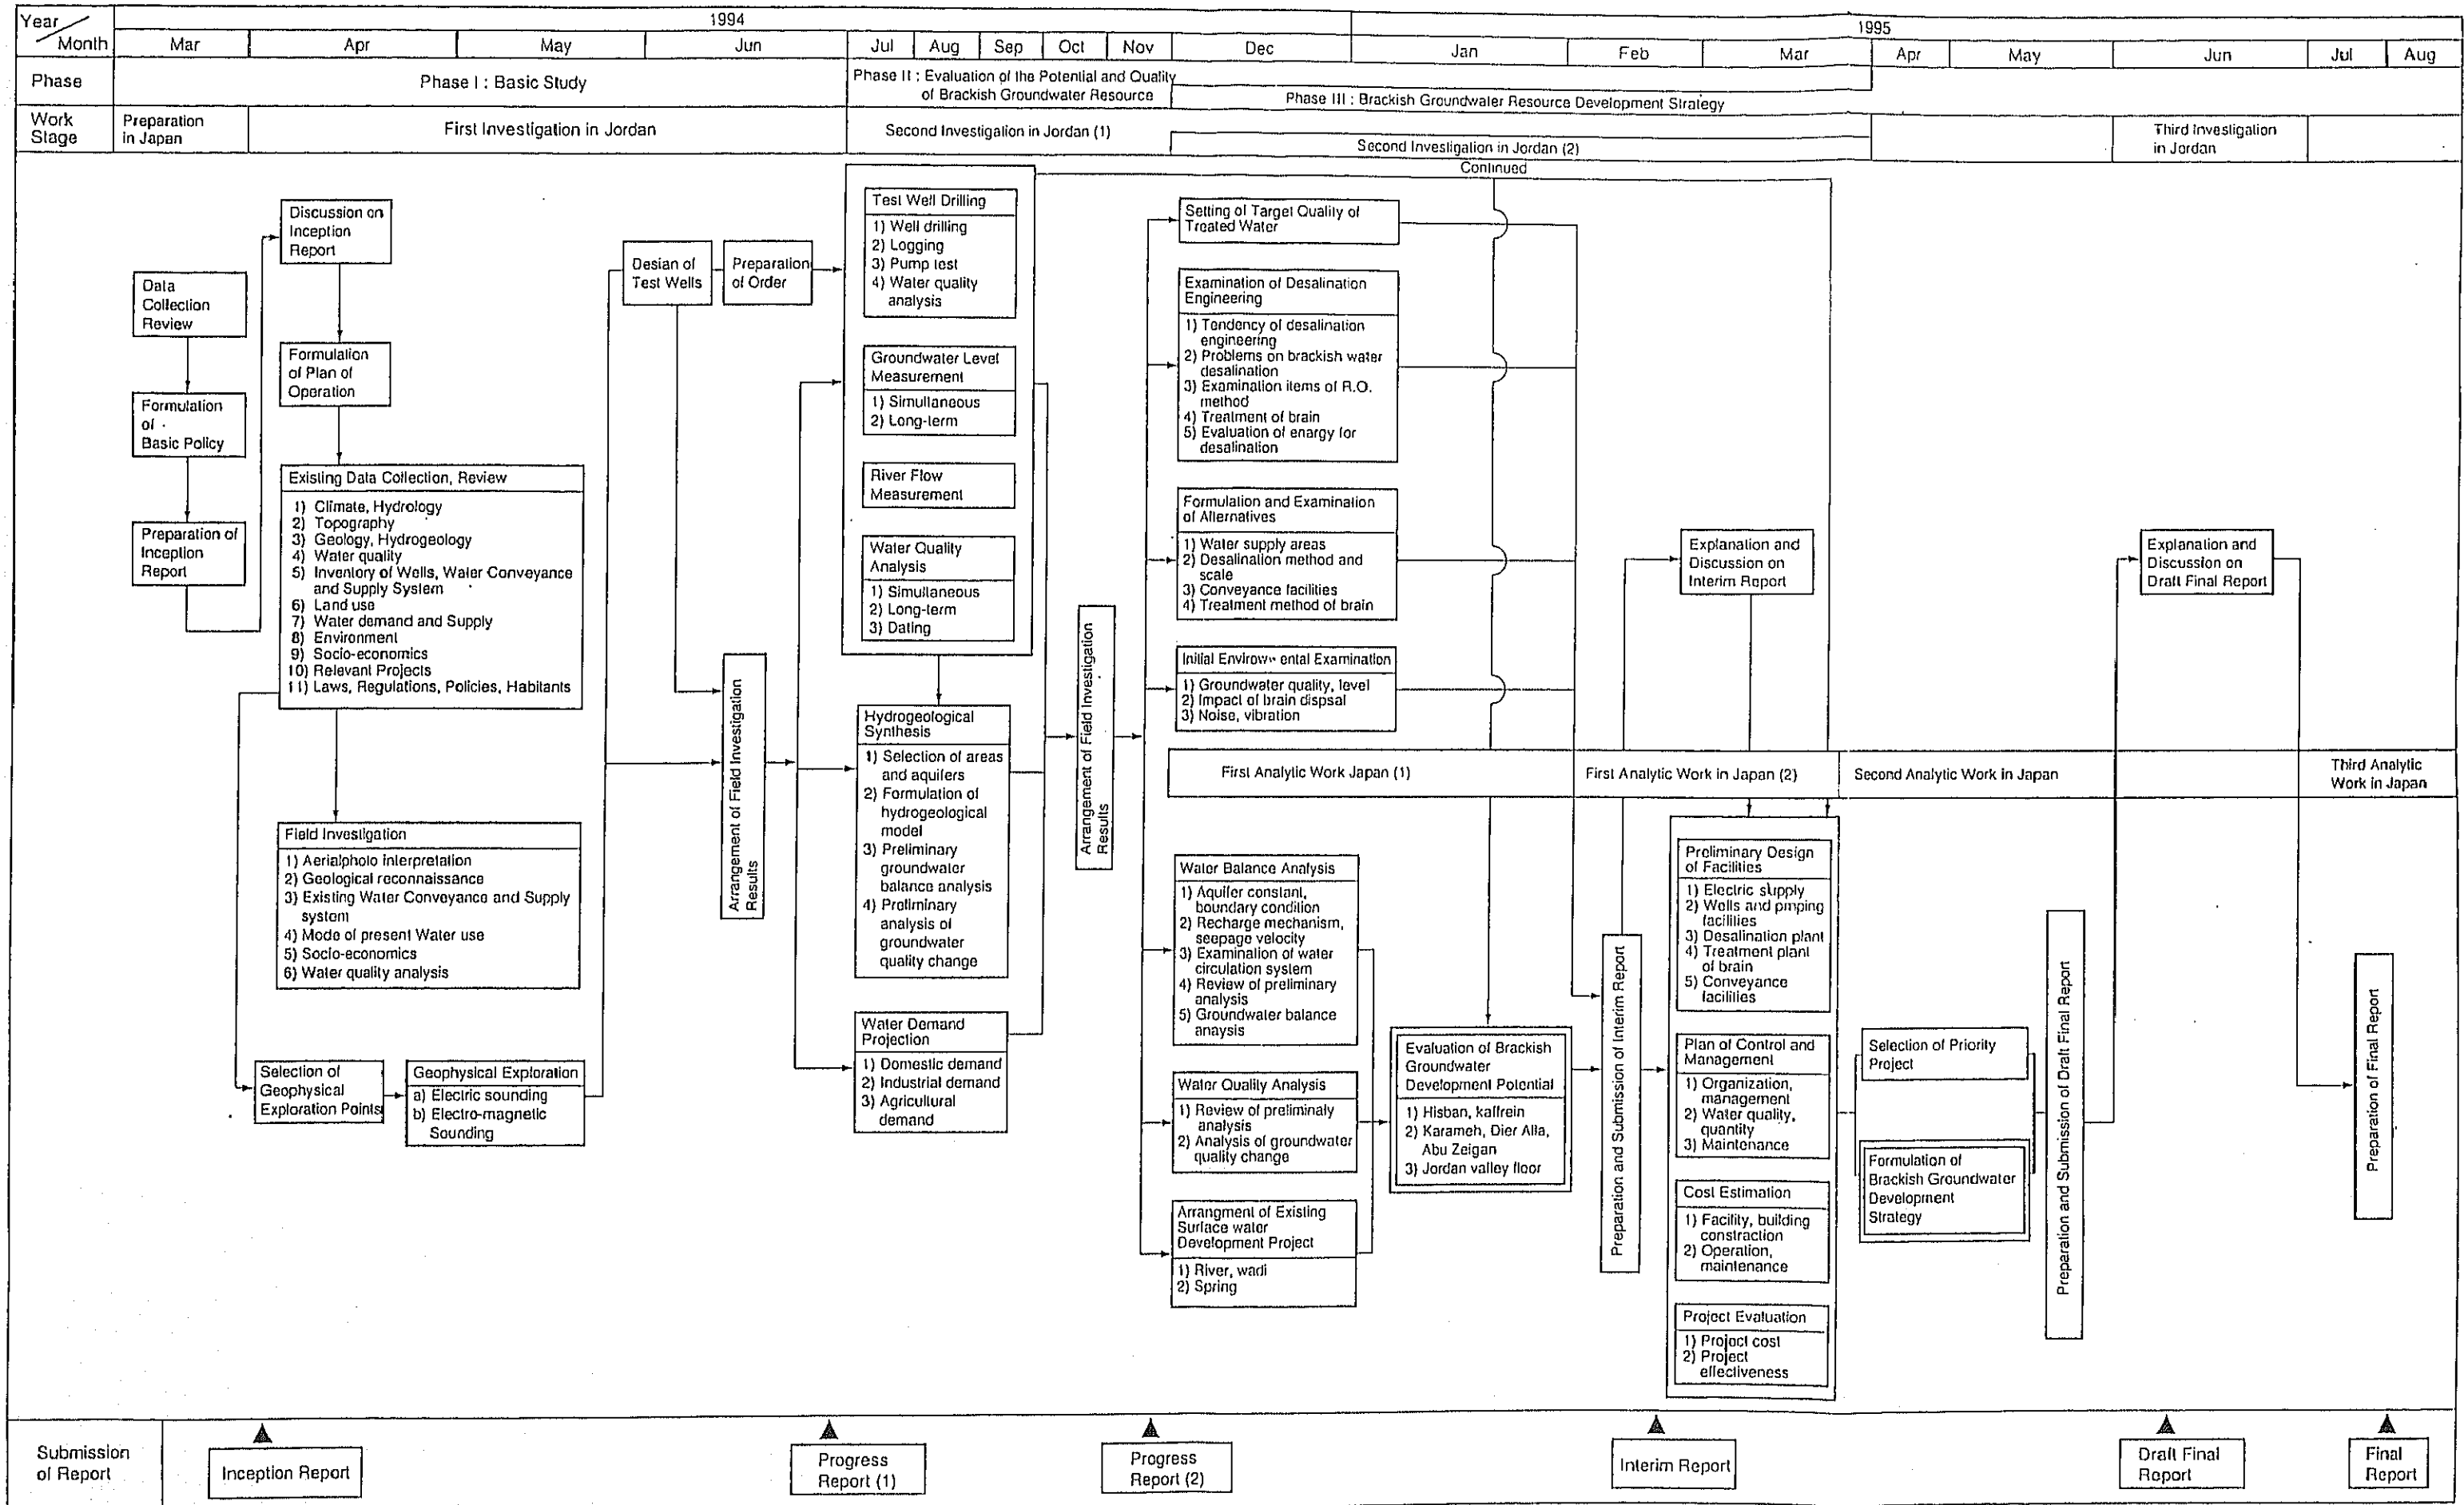 Year
Month
1994
1995
Mar
Apr
May
Jun
Jul
Aug
Sep
Oct
Nov
Dec
Jan
Feb
Mar
Apr
May
Jun
Jul
Aug
Phase
Phase I : Basic Study
Phase II : Evaluation of the Potential and Quality
of Brackish Groundwater Resource
Phase III : Brackish Groundwater Resource Development Strategy
Work
Stage
Preparation
in Japan
First Investigation in Jordan
Second Investigation in Jordan (1)
Second Investigation in Jordan (2)
Third Investigation
in Jordan
Continued
Data
Collection
Review
Formulation
of
Basic Policy
Preparation of
Inception
Report
Discussion on
Inception
Report
Formulation
of Plan of
Operation
Existing Data Collection, Review
1) Climate, Hydrology
2) Topography
3) Geology, Hydrogeology
4) Water quality
5) Inventory of Wells, Water Conveyance
and Supply System
6) Land use
7) Water demand and Supply
8) Environment
9) Socio-economics
10) Relevant Projects
11) Laws, Regulations, Policies, Habitants
Field Investigation
1) Aerialphoto interpretation
2) Geological reconnaissance
3) Existing Water Conveyance and Supply
system
4) Mode of present Water use
5) Socio-economics
6) Water quality analysis
Selection of
Geophysical
Exploration Points
Geophysical Exploration
a) Electric sounding
b) Electro-magnetic
Sounding
Desian of
Test Wells
Preparation
of Order
Arrangement of Field Investigation
Results
Test Well Drilling
1) Well drilling
2) Logging
3) Pump test
4) Water quality
analysis
Groundwater Level
Measurement
1) Simultaneous
2) Long-term
River Flow
Measurement
Water Quality
Analysis
1) Simultaneous
2) Long-term
3) Dating
Hydrogeological
Synthesis
1) Selection of areas
and aquifers
2) Formulation of
hydrogeological
model
3) Preliminary
groundwater
balance analysis
4) Preliminary
analysis of
groundwater
quality change
Water Demand
Projection
1) Domestic demand
2) Industrial demand
3) Agricultural
demand
Arrangement of Field Investigation
Results
Setting of Target Quality of
Treated Water
Examination of Desalination
Engineering
1) Tendency of desalination
engineering
2) Problems on brackish water
desalination
3) Examination items of R.O.
method
4) Treatment of brain
5) Evaluation of enargy for
desalination
Formulation and Examination
of Alternatives
1) Water supply areas
2) Desalination method and
scale
3) Conveyance facilities
4) Treatment method of brain
Initial Environmental Examination
1) Groundwater quality, level
2) Impact of brain dispsal
3) Noise, vibration
First Analytic Work Japan (1)
First Analytic Work in Japan (2)
Second Analytic Work in Japan
Third Analytic
Work in Japan
Water Balance Analysis
1) Aquifer constant,
boundary condition
2) Recharge mechanism,
seepage velocity
3) Examination of water
circulation system
4) Review of preliminary
analysis
5) Groundwater balance
anaysis
Water Quality Analysis
1) Review of preliminaly
analysis
2) Analysis of groundwater
quality change
Arrangment of Existing
Surface water
Development Project
1) River, wadi
2) Spring
Evaluation of Brackish
Groundwater
Development Potential
1) Hisban, kaffrein
2) Karameh, Dier Alla,
Abu Zeigan
3) Jordan valley floor
Preparation and Submission of Interim Report
Explanation and
Discussion on
Interim Report
Preliminary Design
of Facilities
1) Electric supply
2) Wells and pmping
facilities
3) Desalination plant
4) Treatment plant
of brain
5) Conveyance
facilities
Plan of Control and
Management
1) Organization,
management
2) Water quality,
quantity
3) Maintenance
Cost Estimation
1) Facility, building
constraction
2) Operation,
maintenance
Project Evaluation
1) Project cost
2) Project
effectiveness
Selection of Priority
Project
Formulation of
Brackish Groundwater
Development
Strategy
Preparation and Submission of Draft Final Report
Explanation and
Discussion on
Draft Final Report
Preparation of Final Report
Submission
of Report
Inception Report
Progress
Report (1)
Progress
Report (2)
Interim Report
Draft Final
Report
Final
Report